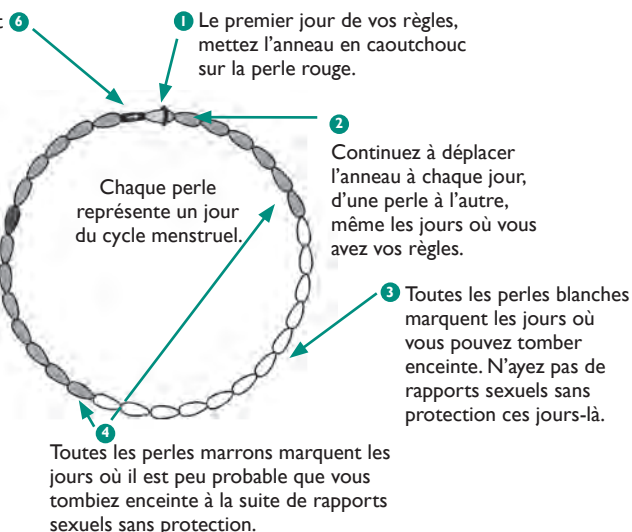 t 6
1 Le premier jour de vos règles,
mettez l'anneau en caoutchouc
sur la perle rouge.
2
Continuez à déplacer
l'anneau à chaque jour,
d'une perle à l'autre,
même les jours où vous
avez vos règles.
Chaque perle
représente un jour
du cycle menstruel.
3 Toutes les perles blanches
marquent les jours où
vous pouvez tomber
enceinte. N'ayez pas de
rapports sexuels sans
protection ces jours-là.
4
Toutes les perles marrons marquent les
jours où il est peu probable que vous
tombiez enceinte à la suite de rapports
sexuels sans protection.